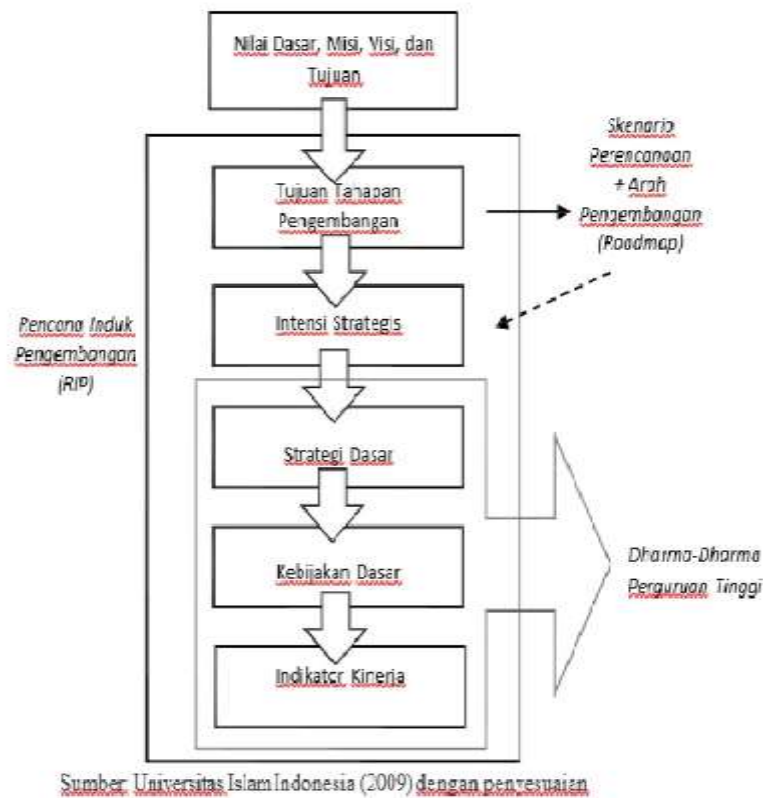 Nilai Dasar, Misi, Visi, dan
Tujuan
Skenario
Perencanaan
+ Arah
Pengembangan
(Roadmap)
Tujuan Tahapan
Pengembangan
Intensi Strategis
Rencana Induk
Pengembangan
(RIP)
Strategi Dasar
Kebijakan Dasar
Dharma-Dharma
Perguruan Tinggi
Indikator Kinerja
Sumber: Universitas Islam Indonesia (2009) dengan penyesuaian